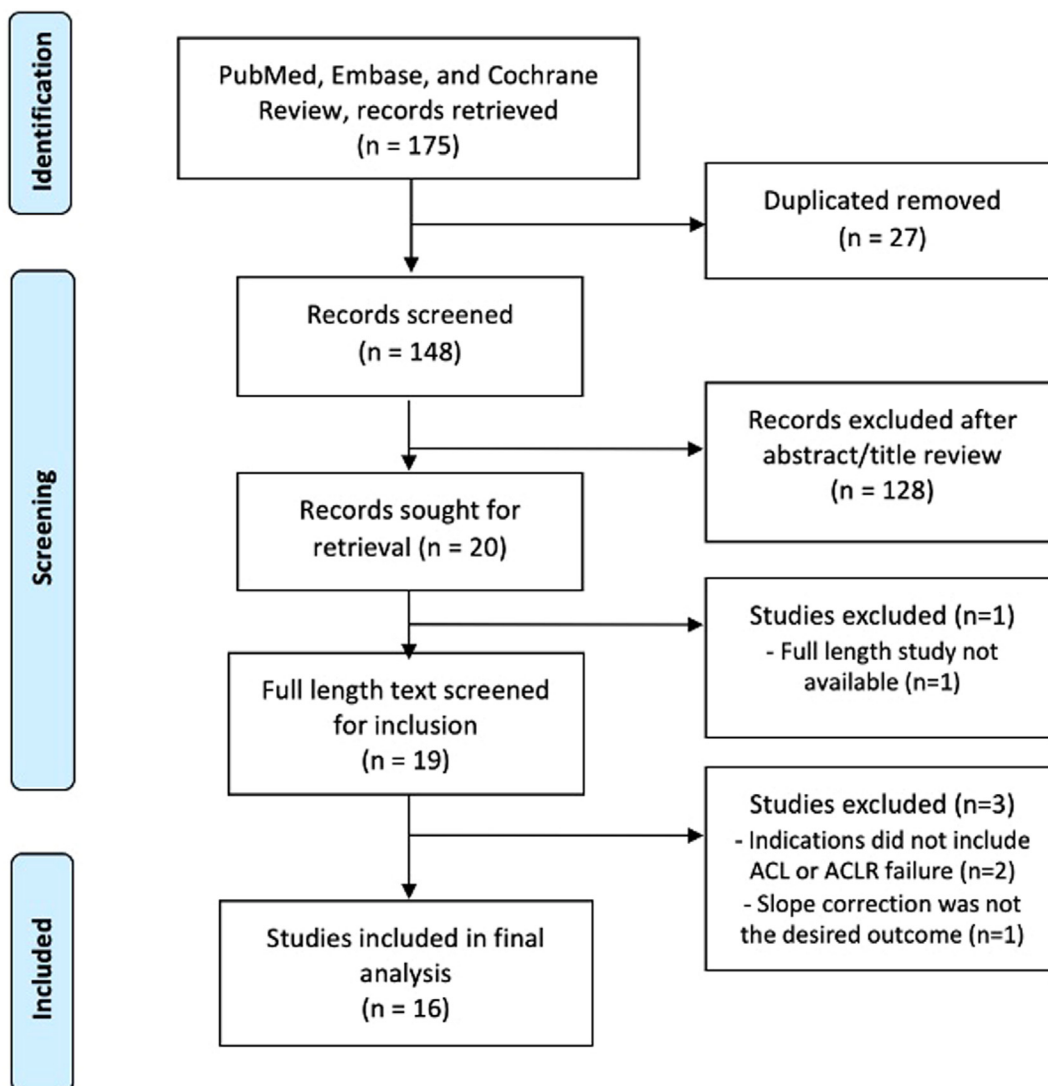 Identification
PubMed, Embase, and Cochrane
Review, records retrieved
(n = 175)
Duplicated removed
(n = 27)
Screening
Records screened
(n = 148)
Records excluded after
abstract/title review
(n = 128)
Records sought for
retrieval (n = 20)
Studies excluded (n=1)
- Full length study not
available (n=1)
Full length text screened
for inclusion
(n = 19)
Studies excluded (n=3)
- Indications did not include
ACL or ACLR failure (n=2)
- Slope correction was not
the desired outcome (n=1)
Included
Studies included in final
analysis
(n = 16)